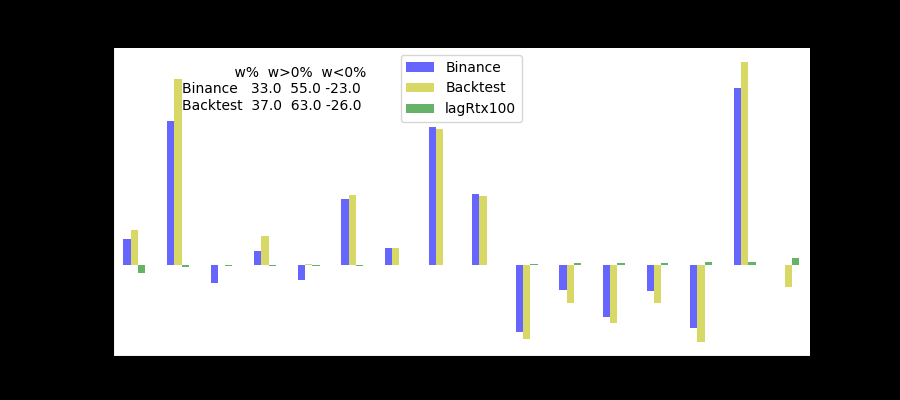 w%  w>0%  w<0%
Binance   33.0  55.0 -23.0
Backtest  37.0  63.0 -26.0
Binance
Backtest
lagRtx100